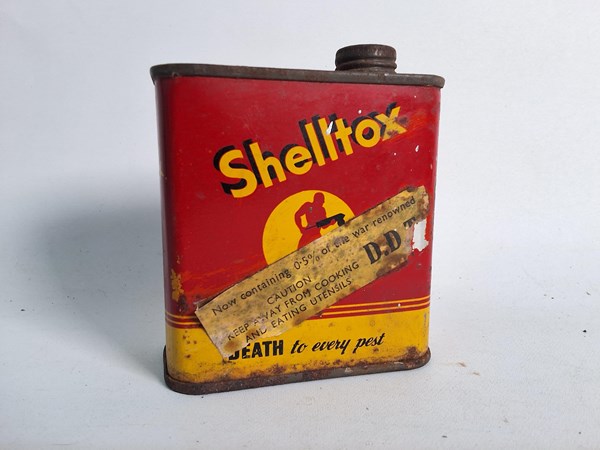 Shelltox
Now containing 0·5% of the war renowned
D.D.T.
CAUTION
KEEP AWAY FROM COOKING
AND EATING UTENSILS
DEATH to every pest